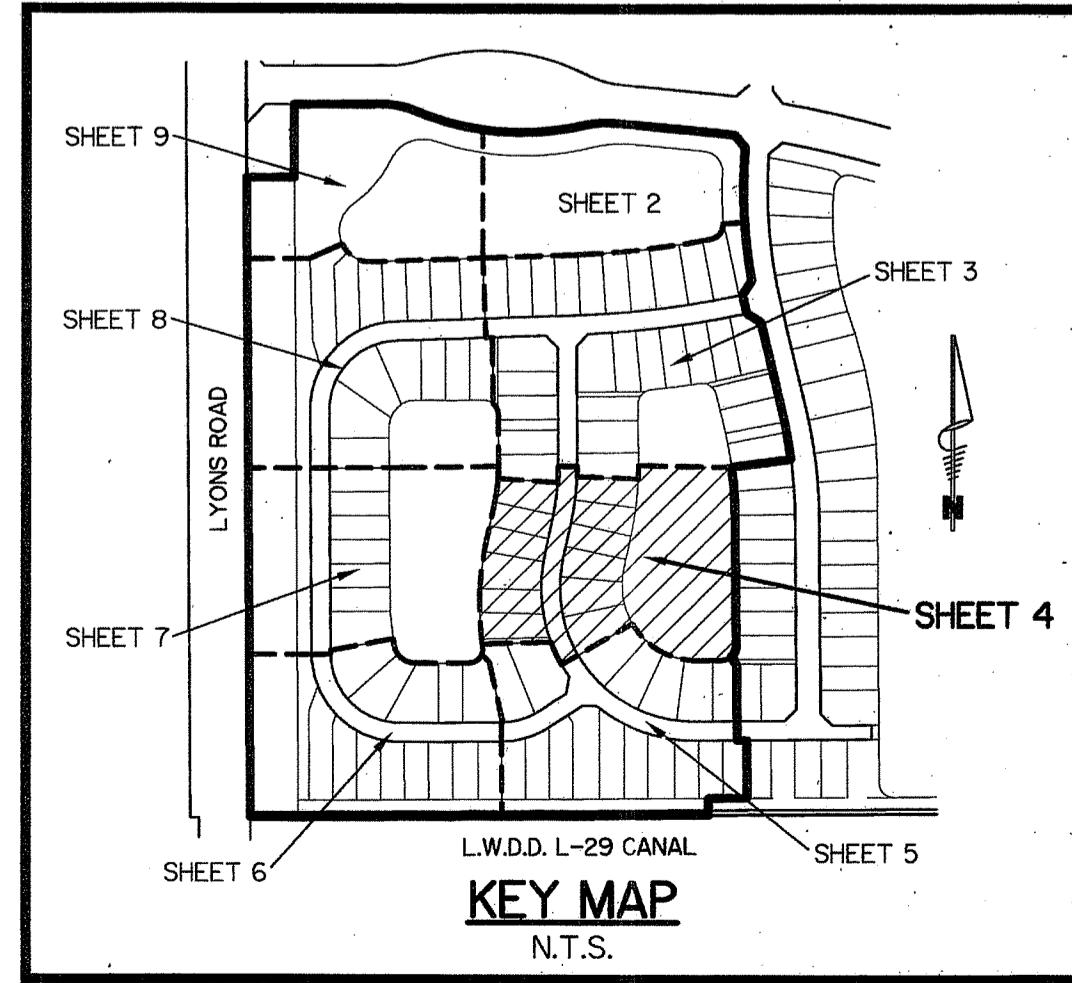 SHEET 9
SHEET 2
SHEET 3
SHEET 8
LYONS ROAD
N
SHEET 4
SHEET 7
SHEET 6
L.W.D.D. L-29 CANAL
SHEET 5
KEY MAP
N.T.S.